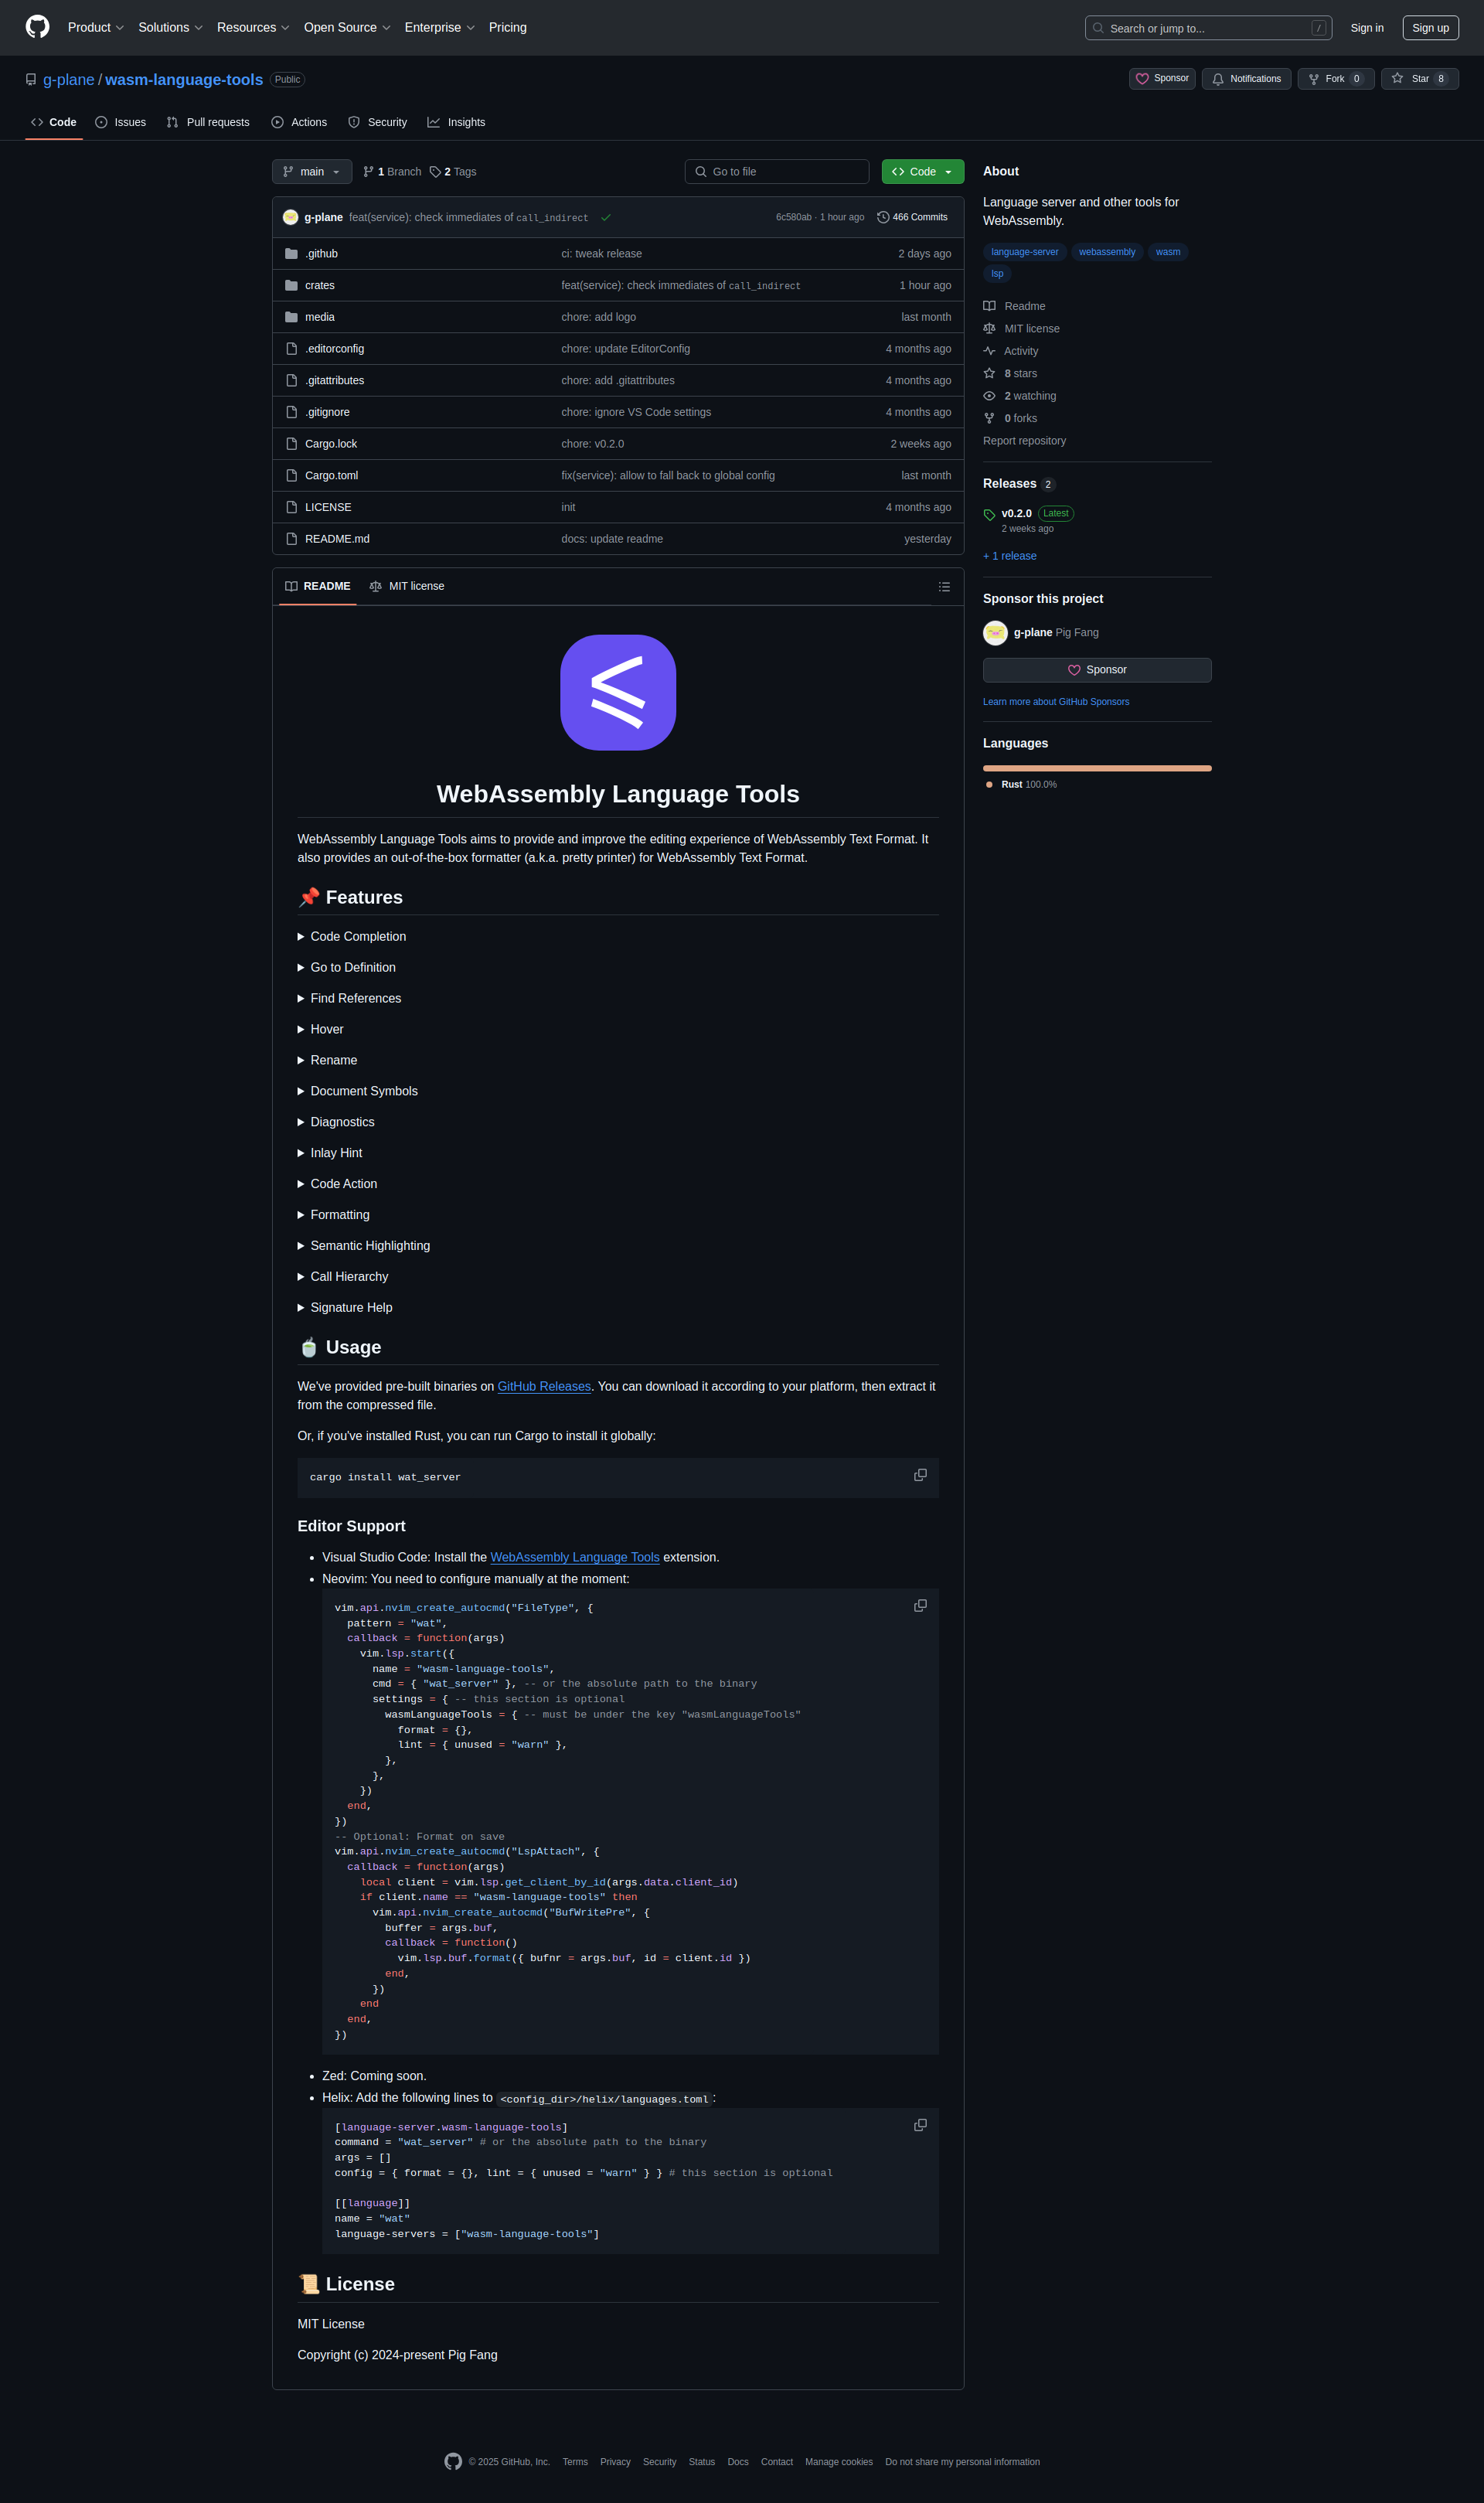 Product Solutions Resources Open Source Enterprise Pricing Search or jump to... / Sign in Sign up
g-plane / wasm-language-tools Public Sponsor Notifications Fork 0 Star 8
Code Issues Pull requests Actions Security Insights
main 1 Branch 2 Tags Go to file Code
g-plane feat(service): check immediates of call_indirect 6c580ab · 1 hour ago 466 Commits
.github ci: tweak release 2 days ago
crates feat(service): check immediates of call_indirect 1 hour ago
media chore: add logo last month
.editorconfig chore: update EditorConfig 4 months ago
.gitattributes chore: add .gitattributes 4 months ago
.gitignore chore: ignore VS Code settings 4 months ago
Cargo.lock chore: v0.2.0 2 weeks ago
Cargo.toml fix(service): allow to fall back to global config last month
LICENSE init 4 months ago
README.md docs: update readme yesterday
README MIT license
WebAssembly Language Tools
WebAssembly Language Tools aims to provide and improve the editing experience of WebAssembly Text Format. It
also provides an out-of-the-box formatter (a.k.a. pretty printer) for WebAssembly Text Format.
📌 Features
Code Completion
Go to Definition
Find References
Hover
Rename
Document Symbols
Diagnostics
Inlay Hint
Code Action
Formatting
Semantic Highlighting
Call Hierarchy
Signature Help
🍵 Usage
We've provided pre-built binaries on GitHub Releases. You can download it according to your platform, then extract it
from the compressed file.
Or, if you've installed Rust, you can run Cargo to install it globally:
cargo install wat_server
Editor Support
• Visual Studio Code: Install the WebAssembly Language Tools extension.
• Neovim: You need to configure manually at the moment:
vim.api.nvim_create_autocmd("FileType", {
  pattern = "wat",
  callback = function(args)
    vim.lsp.start({
      name = "wasm-language-tools",
      cmd = { "wat_server" }, -- or the absolute path to the binary
      settings = { -- this section is optional
        wasmLanguageTools = { -- must be under the key "wasmLanguageTools"
          format = {},
          lint = { unused = "warn" },
        },
      },
    })
  end,
})
-- Optional: Format on save
vim.api.nvim_create_autocmd("LspAttach", {
  callback = function(args)
    local client = vim.lsp.get_client_by_id(args.data.client_id)
    if client.name == "wasm-language-tools" then
      vim.api.nvim_create_autocmd("BufWritePre", {
        buffer = args.buf,
        callback = function()
          vim.lsp.buf.format({ bufnr = args.buf, id = client.id })
        end,
      })
    end
  end,
})
• Zed: Coming soon.
• Helix: Add the following lines to <config_dir>/helix/languages.toml:
[language-server.wasm-language-tools]
command = "wat_server" # or the absolute path to the binary
args = []
config = { format = {}, lint = { unused = "warn" } } # this section is optional

[[language]]
name = "wat"
language-servers = ["wasm-language-tools"]
📜 License
MIT License
Copyright (c) 2024-present Pig Fang
About
Language server and other tools for
WebAssembly.
language-server webassembly wasm
lsp
Readme
MIT license
Activity
8 stars
2 watching
0 forks
Report repository
Releases 2
v0.2.0 Latest
2 weeks ago
+ 1 release
Sponsor this project
g-plane Pig Fang
Sponsor
Learn more about GitHub Sponsors
Languages
Rust 100.0%
© 2025 GitHub, Inc. Terms Privacy Security Status Docs Contact Manage cookies Do not share my personal information